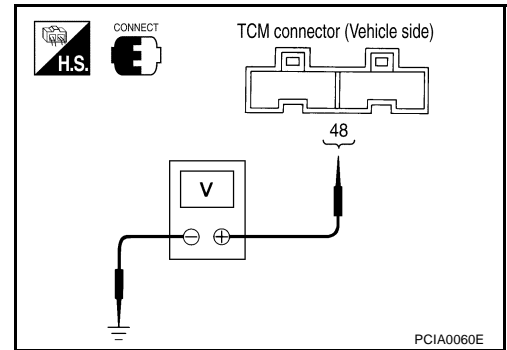 CONNECT
H.S.
TCM connector (Vehicle side)
48
V
− +
PCIA0060E